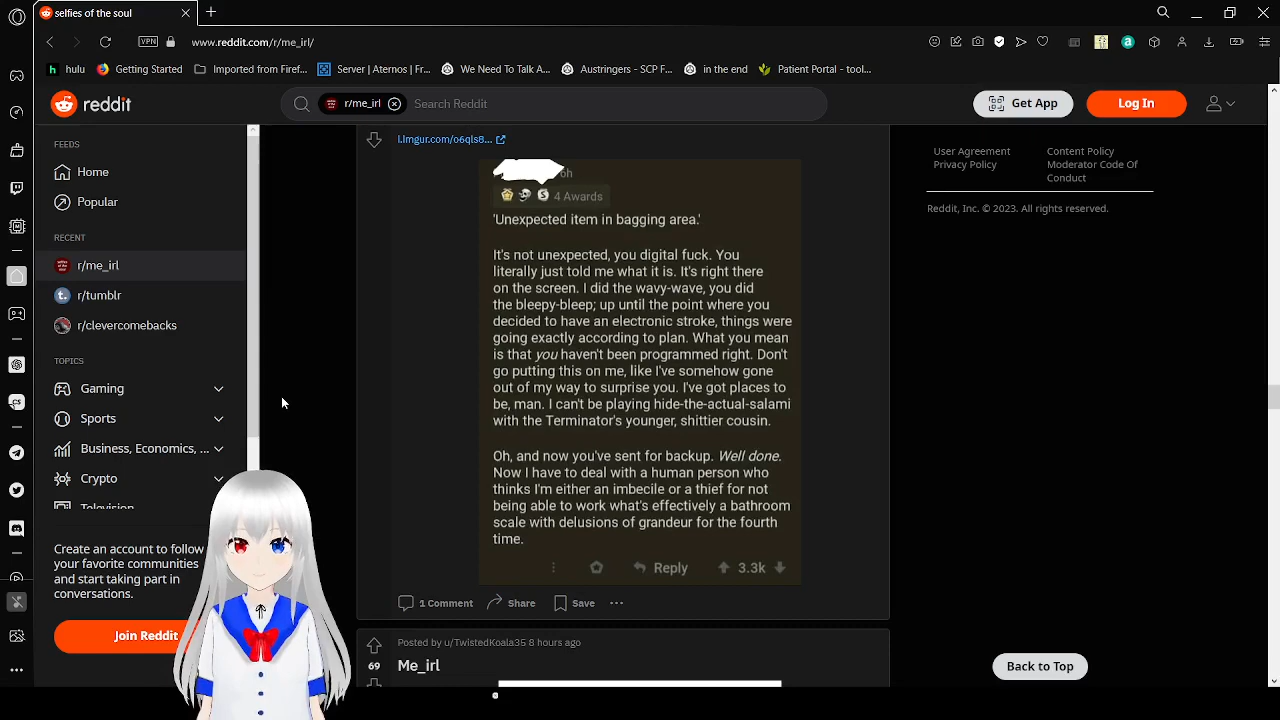 selfies of the soul
VPN
www.reddit.com/r/me_irl/
hulu
Getting Started
Imported from Firef...
Server | Aternos | Fr...
We Need To Talk A...
Austringers - SCP F...
in the end
Patient Portal - tool...
reddit
r/me_irl
Search Reddit
Get App
Log In
FEEDS
Home
Popular
RECENT
r/me_irl
r/tumblr
r/clevercomebacks
TOPICS
Gaming
Sports
Business, Economics, ...
Crypto
Television
Create an account to follow
your favorite communities
and start taking part in
conversations.
Join Reddit
i.imgur.com/o6qls8...
4 Awards
'Unexpected item in bagging area.'
It's not unexpected, you digital fuck. You
literally just told me what it is. It's right there
on the screen. I did the wavy-wave, you did
the bleepy-bleep; up until the point where you
decided to have an electronic stroke, things were
going exactly according to plan. What you mean
is that you haven't been programmed right. Don't
go putting this on me, like I've somehow gone
out of my way to surprise you. I've got places to
be, man. I can't be playing hide-the-actual-salami
with the Terminator's younger, shittier cousin.
Oh, and now you've sent for backup. Well done.
Now I have to deal with a human person who
thinks I'm either an imbecile or a thief for not
being able to work what's effectively a bathroom
scale with delusions of grandeur for the fourth
time.
Reply
3.3k
1 Comment
Share
Save
Posted by u/TwistedKoala35 8 hours ago
69
Me_irl
User Agreement
Content Policy
Privacy Policy
Moderator Code Of
Conduct
Reddit, Inc. © 2023. All rights reserved.
Back to Top